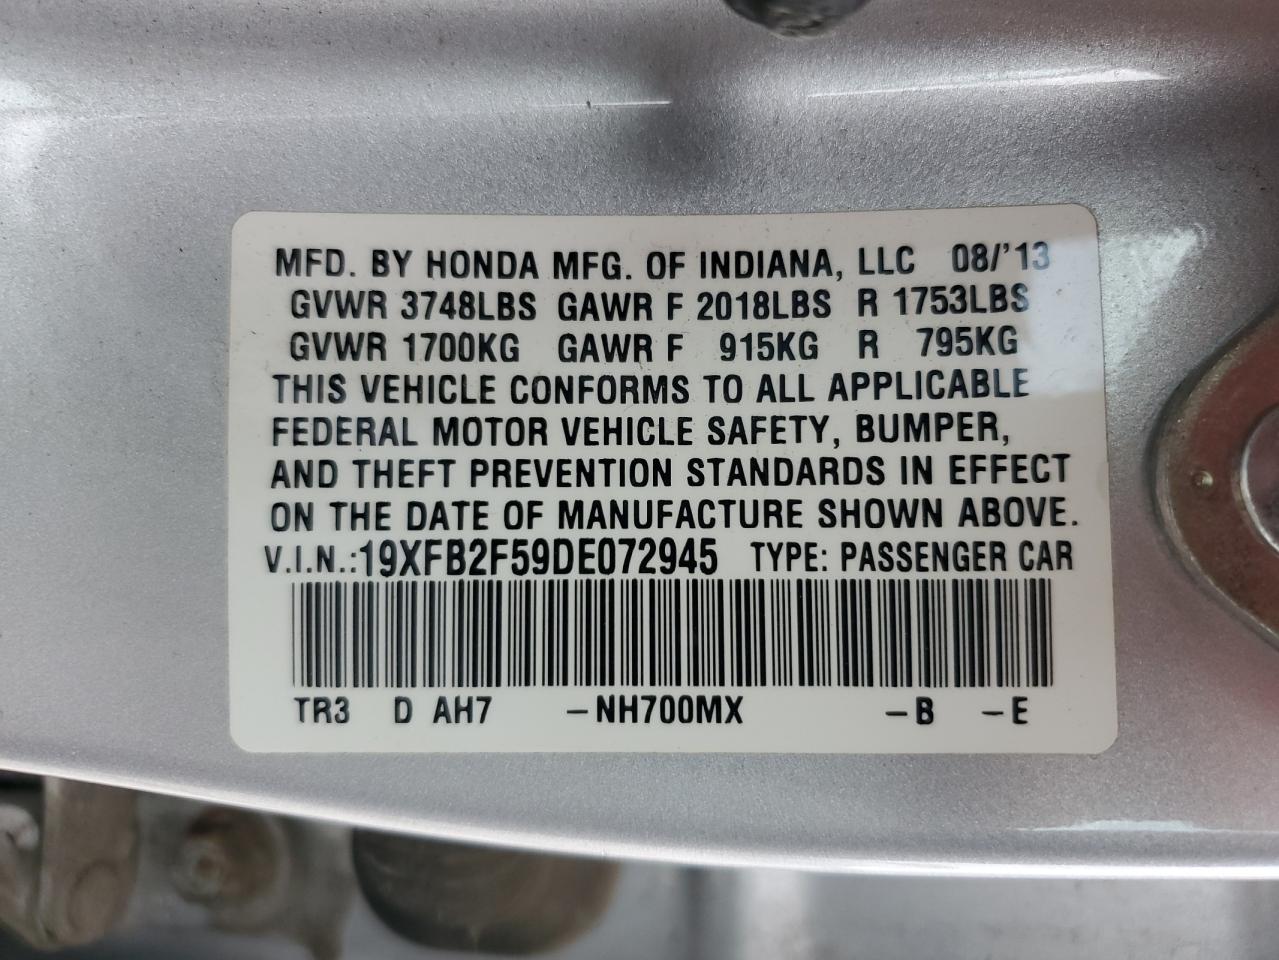 MFD. BY HONDA MFG. OF INDIANA, LLC 08/'13
GVWR 3748LBS GAWR F 2018LBS R 1753LBS
GVWR 1700KG GAWR F 915KG R 795KG
THIS VEHICLE CONFORMS TO ALL APPLICABLE
FEDERAL MOTOR VEHICLE SAFETY, BUMPER,
AND THEFT PREVENTION STANDARDS IN EFFECT
ON THE DATE OF MANUFACTURE SHOWN ABOVE.
V.I.N.:19XFB2F59DE072945 TYPE: PASSENGER CAR
TR3 D AH7 –NH700MX –B –E